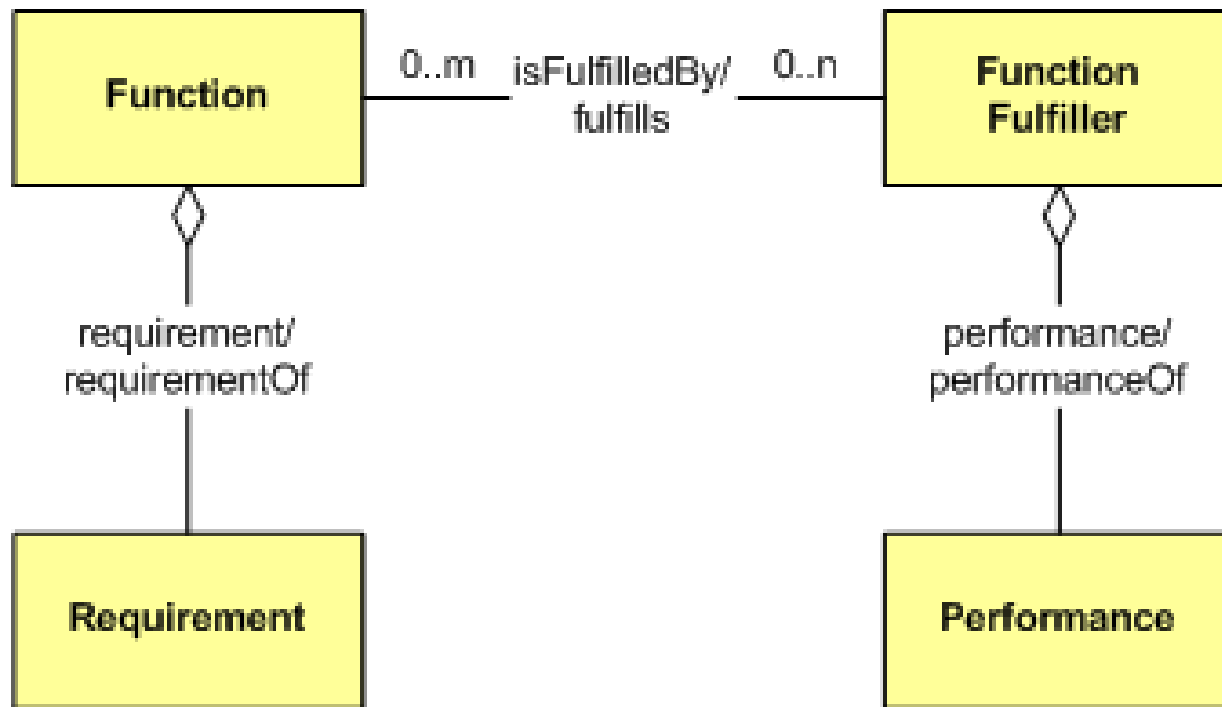 Function
0..m
isFulfilledBy/
fulfills
0..n
Function
Fulfiller
requirement/
requirementOf
performance/
performanceOf
Requirement
Performance